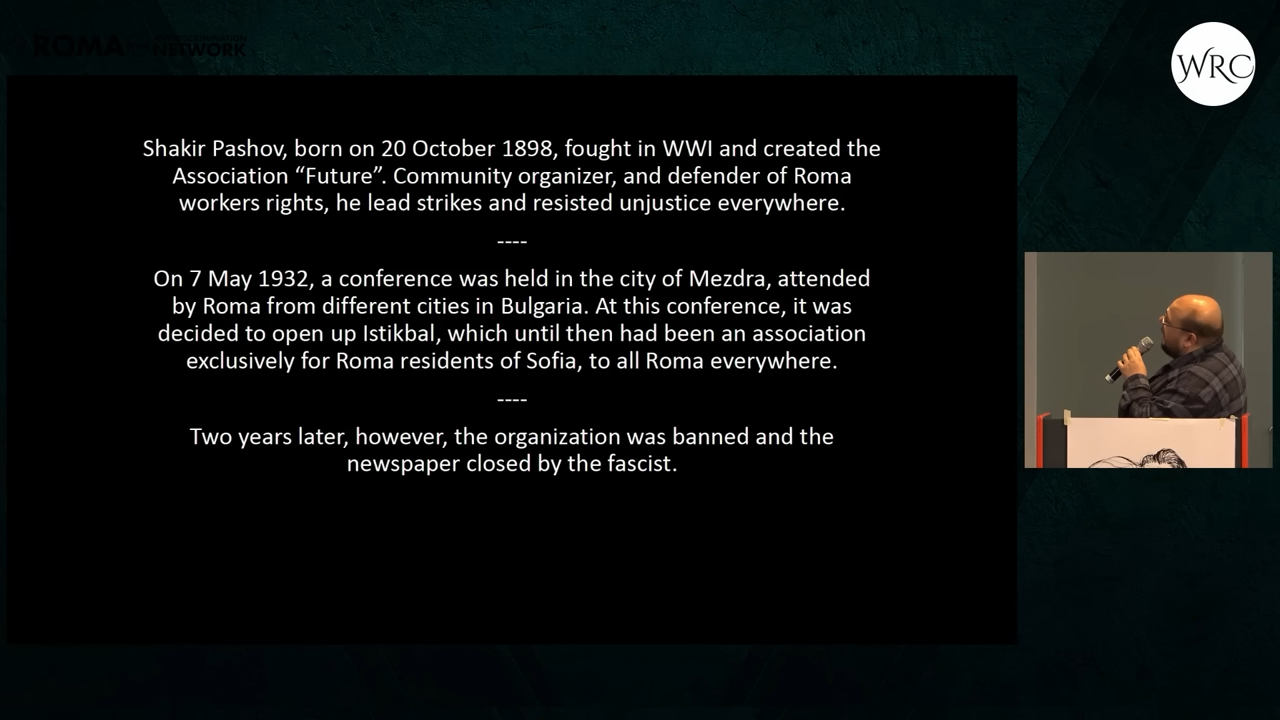 ROMA
NETWORK
WRC
Shakir Pashov, born on 20 October 1898, fought in WWI and created the
Association “Future”. Community organizer, and defender of Roma
workers rights, he lead strikes and resisted unjustice everywhere.
----
On 7 May 1932, a conference was held in the city of Mezdra, attended
by Roma from different cities in Bulgaria. At this conference, it was
decided to open up Istikbal, which until then had been an association
exclusively for Roma residents of Sofia, to all Roma everywhere.
----
Two years later, however, the organization was banned and the
newspaper closed by the fascist.